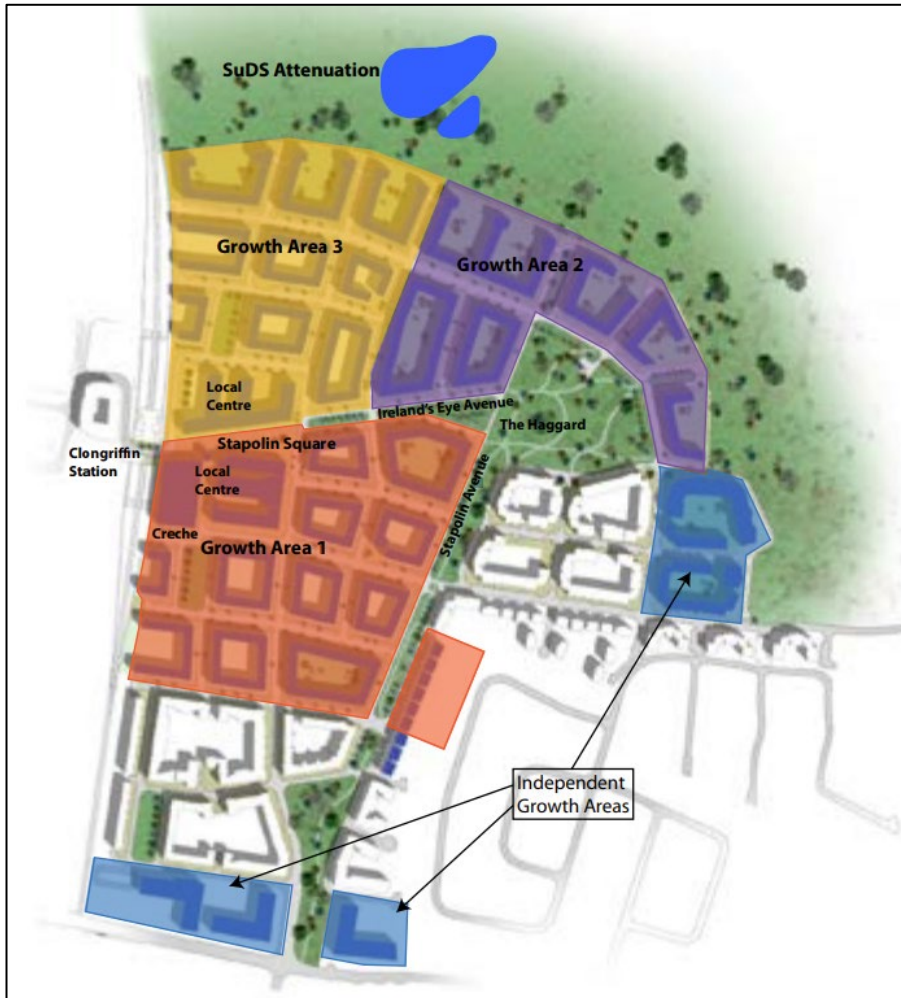 SuDS Attenuation
Growth Area 3
Growth Area 2
Local
Centre
Ireland's Eye Avenue
The Haggard
Stapolin Square
Clongriffin
Station
Local
Centre
Stapolin Avenue
Creche
Growth Area 1
Independent
Growth Areas